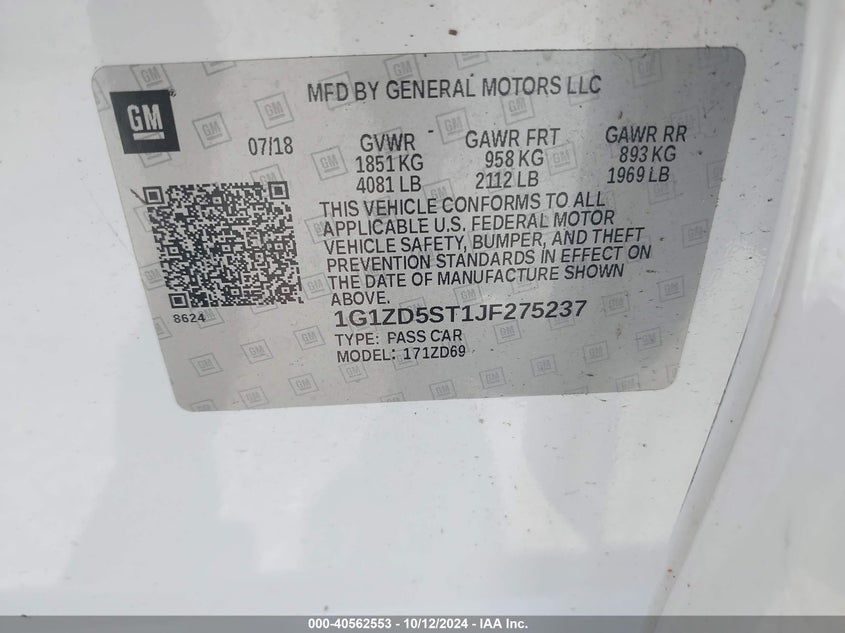 GM
MFD BY GENERAL MOTORS LLC
07/18 GVWR GAWR FRT GAWR RR
1851 KG 958 KG 893 KG
4081 LB 2112 LB 1969 LB
THIS VEHICLE CONFORMS TO ALL
APPLICABLE U.S. FEDERAL MOTOR
VEHICLE SAFETY, BUMPER, AND THEFT
PREVENTION STANDARDS IN EFFECT ON
THE DATE OF MANUFACTURE SHOWN
ABOVE.
8624
1G1ZD5ST1JF275237
TYPE: PASS CAR
MODEL: 171ZD69
000-40562553 - 10/12/2024 - IAA Inc.